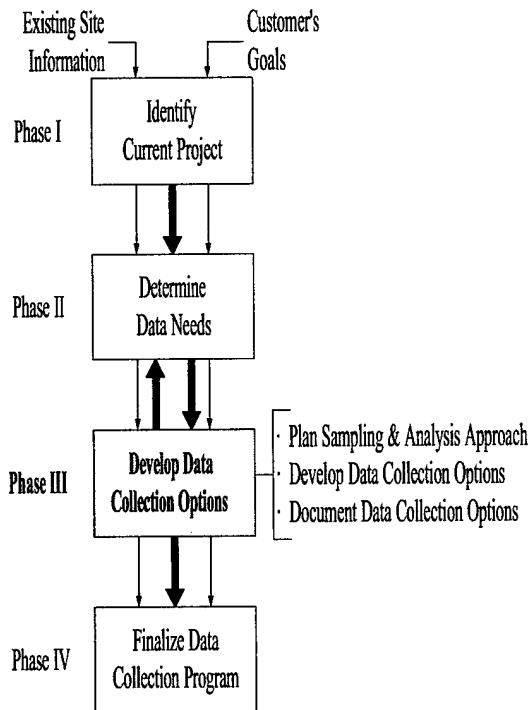 Existing Site
Information
Customer's
Goals
Phase I
Identify
Current Project
Phase II
Determine
Data Needs
Phase III
Develop Data
Collection Options
· Plan Sampling & Analysis Approach
· Develop Data Collection Options
· Document Data Collection Options
Phase IV
Finalize Data
Collection Program